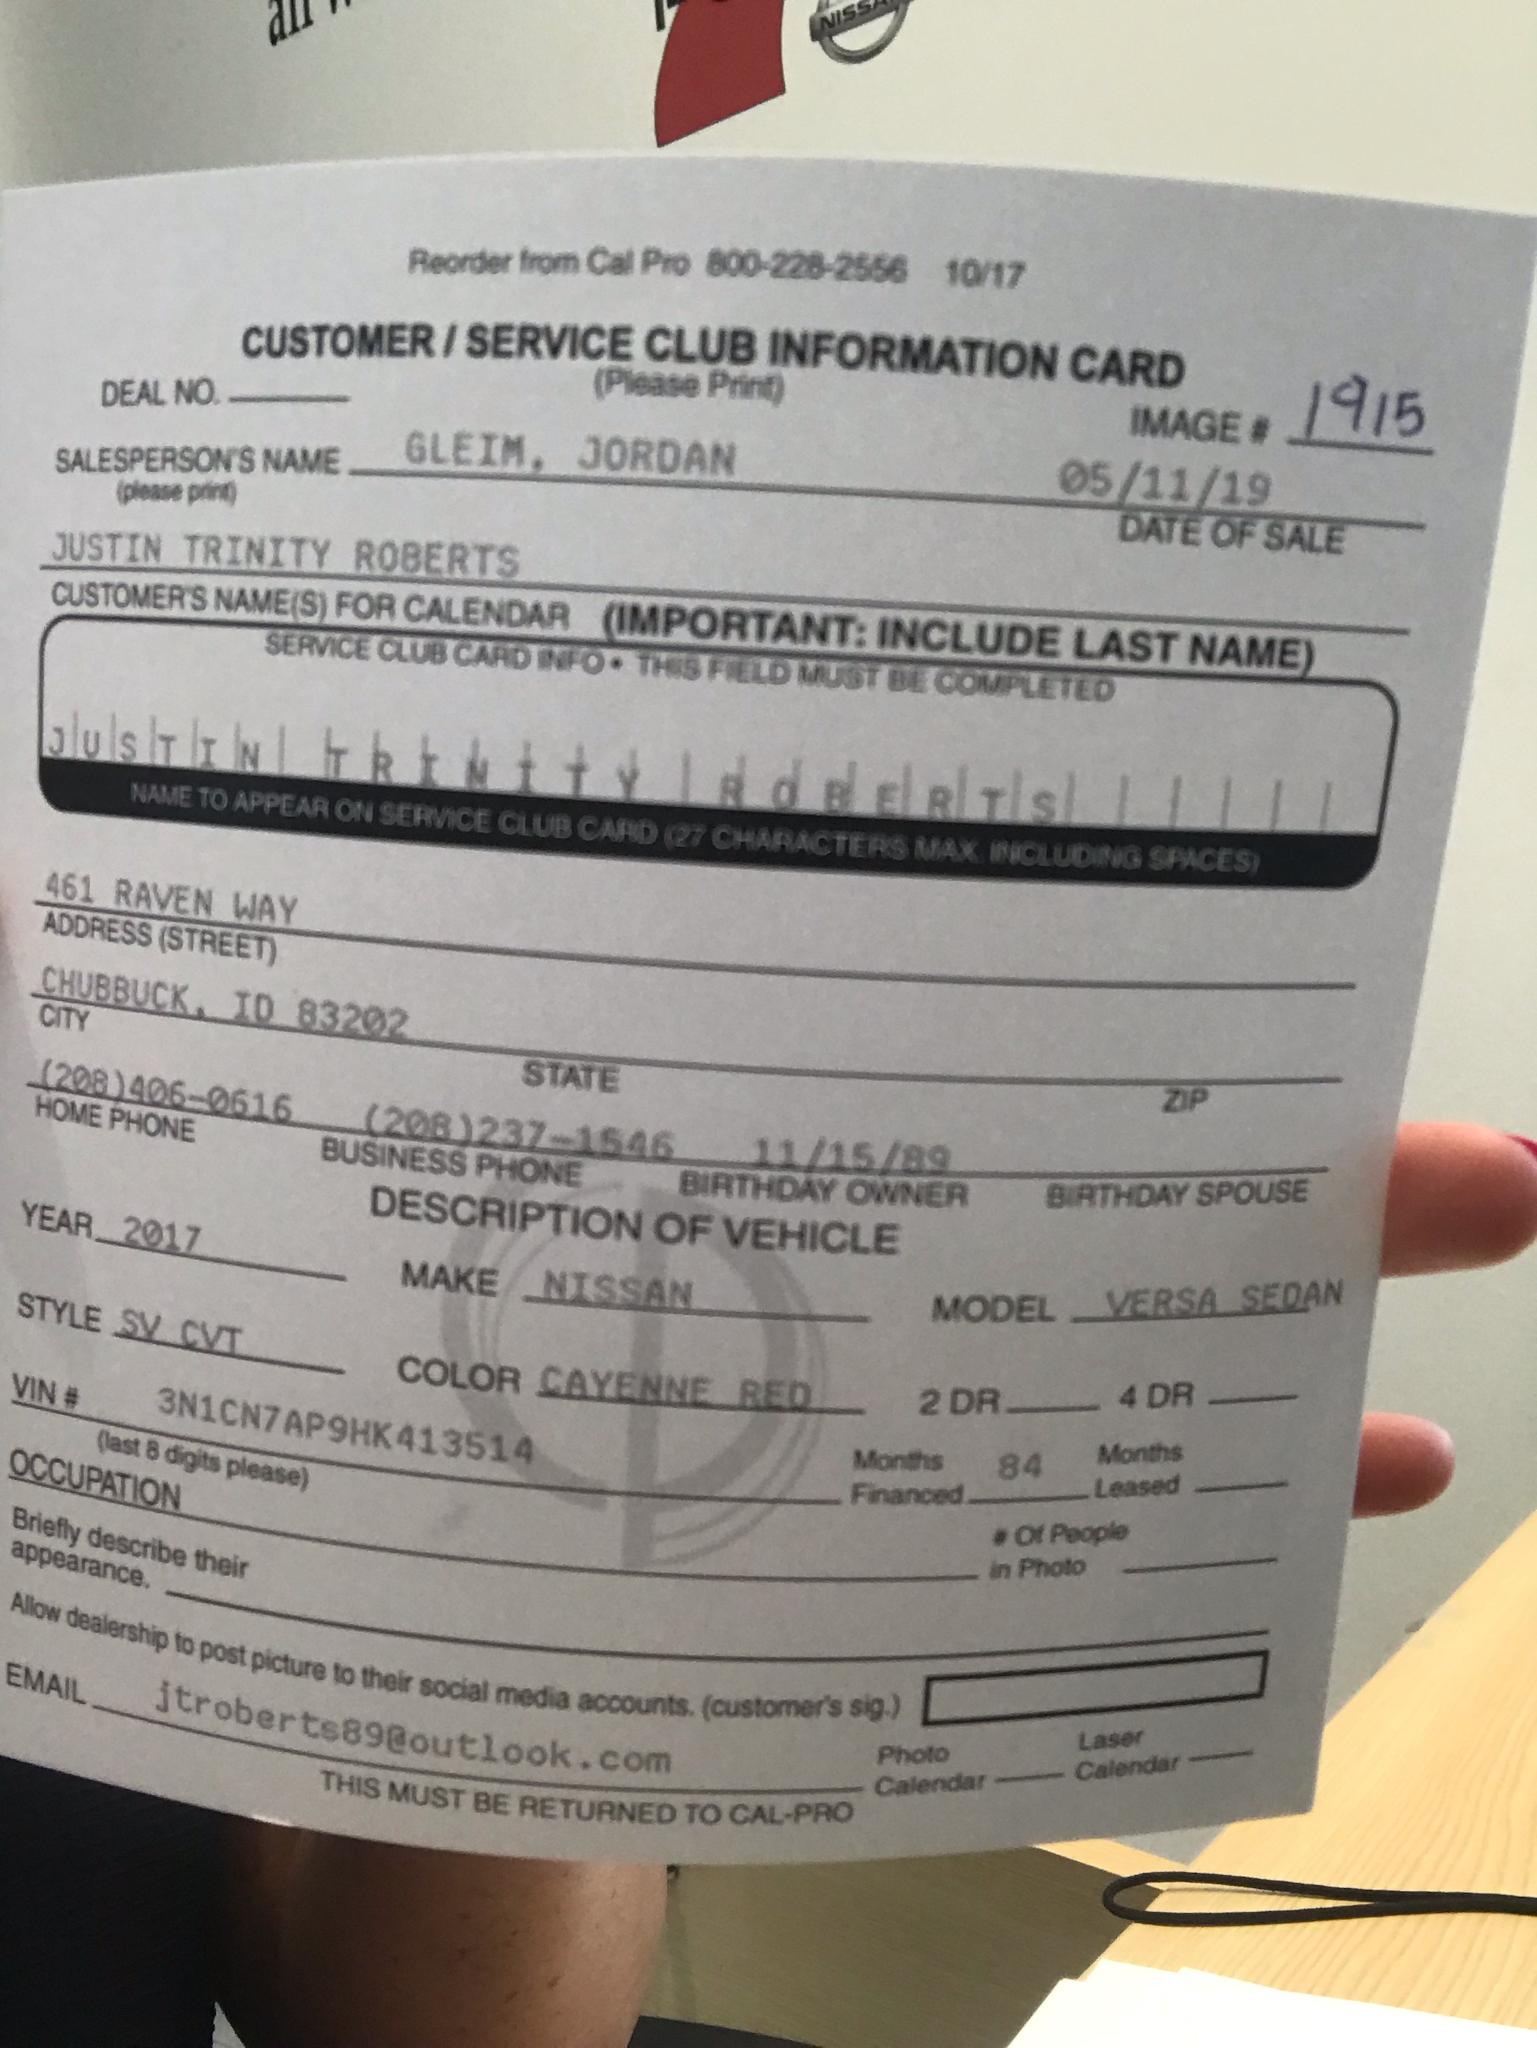 all
NISSAN
Reorder from Cal Pro 800-228-2556 10/17
CUSTOMER / SERVICE CLUB INFORMATION CARD
(Please Print)
DEAL NO.
IMAGE # 1915
SALESPERSON'S NAME GLEIM, JORDAN 05/11/19
(please print) DATE OF SALE
JUSTIN TRINITY ROBERTS
CUSTOMER'S NAME(S) FOR CALENDAR (IMPORTANT: INCLUDE LAST NAME)
SERVICE CLUB CARD INFO • THIS FIELD MUST BE COMPLETED
JUSTIN TRINITY ROBERTS
NAME TO APPEAR ON SERVICE CLUB CARD (27 CHARACTERS MAX. INCLUDING SPACES)
461 RAVEN WAY
ADDRESS (STREET)
CHUBBUCK, ID 83202
CITY STATE ZIP
(208)406-0616 (208)237-1546 11/15/89
HOME PHONE BUSINESS PHONE BIRTHDAY OWNER BIRTHDAY SPOUSE
DESCRIPTION OF VEHICLE
YEAR 2017 MAKE NISSAN MODEL VERSA SEDAN
STYLE SV CVT COLOR CAYENNE RED 2 DR 4 DR
VIN # 3N1CN7AP9HK413514
(last 8 digits please)
Months Financed 84 Months Leased
OCCUPATION
# Of People in Photo
Briefly describe their
appearance.
Allow dealership to post picture to their social media accounts. (customer's sig.)
EMAIL jtroberts89@outlook.com
Photo Calendar Laser Calendar
THIS MUST BE RETURNED TO CAL-PRO